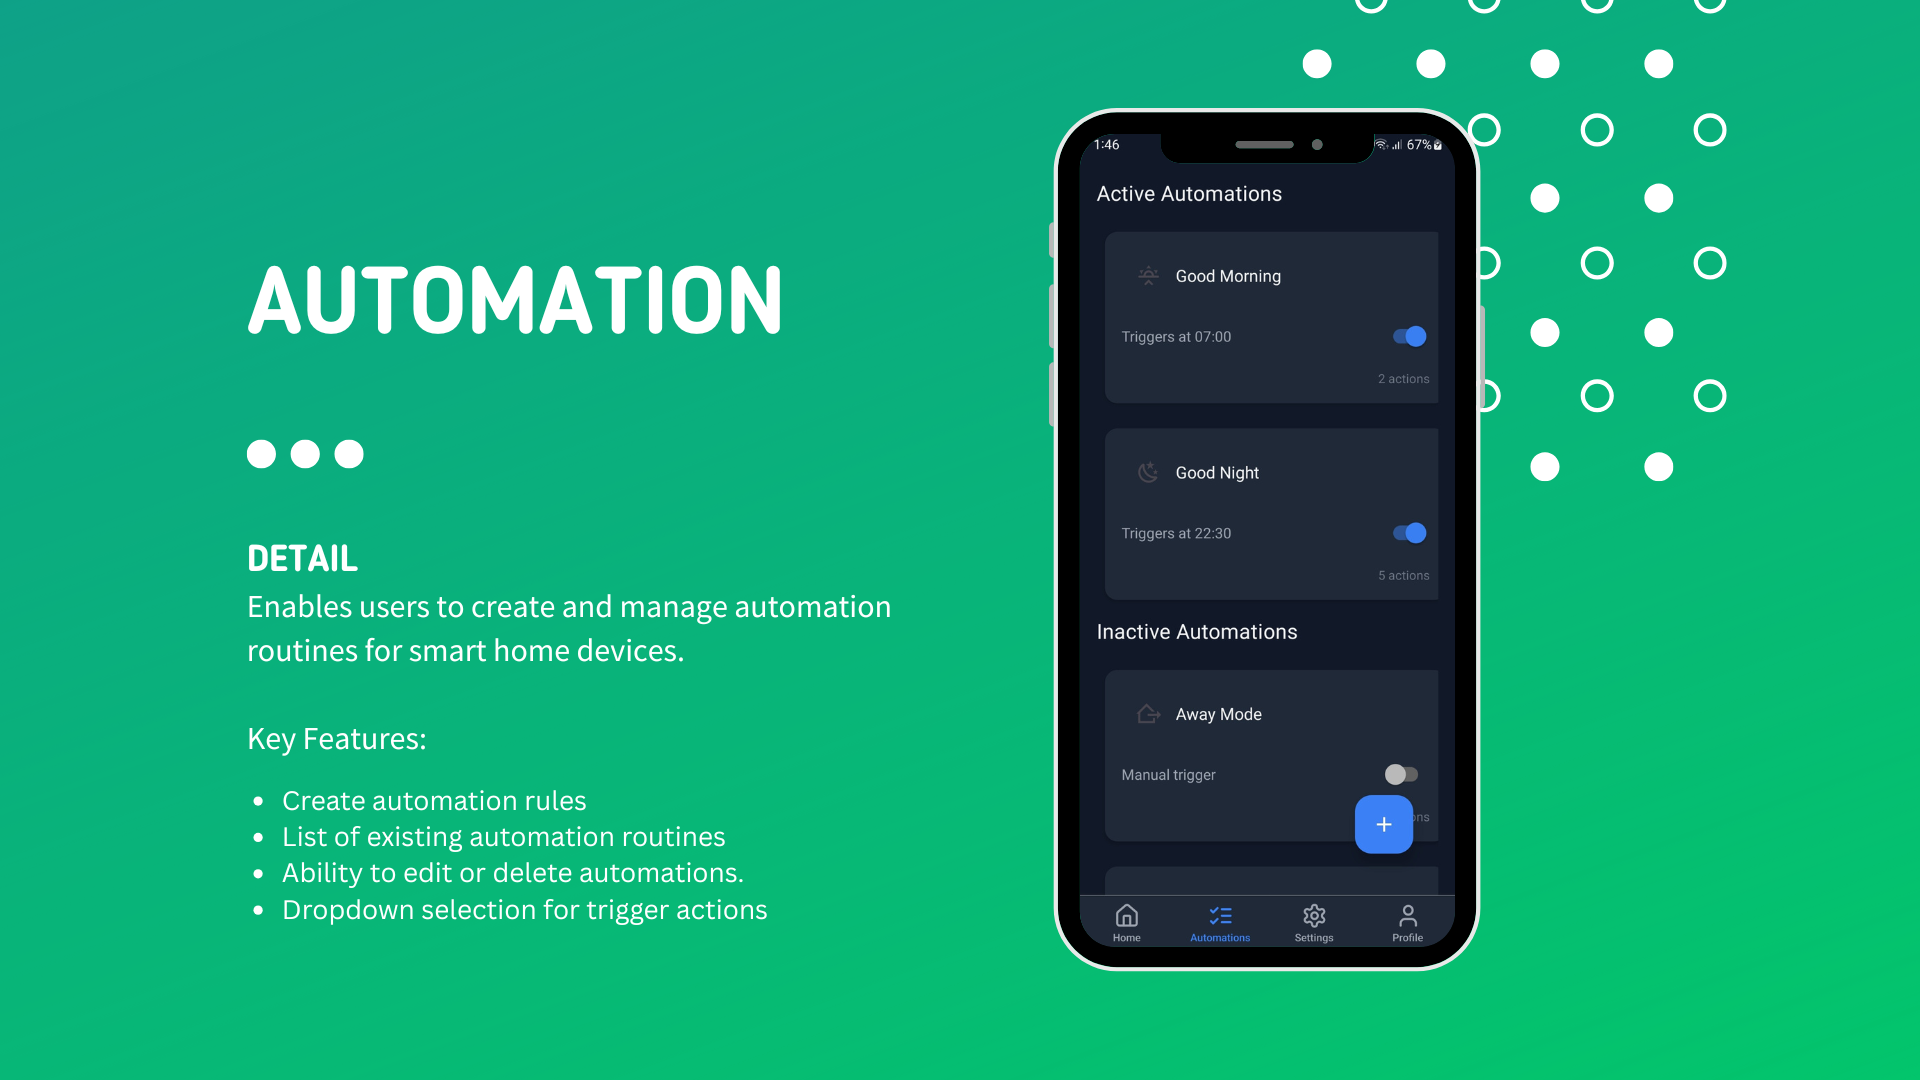 AUTOMATION
DETAIL
Enables users to create and manage automation
routines for smart home devices.
Key Features:
• Create automation rules
• List of existing automation routines
• Ability to edit or delete automations.
• Dropdown selection for trigger actions
1:46
67%
Active Automations
Good Morning
Triggers at 07:00
2 actions
Good Night
Triggers at 22:30
5 actions
Inactive Automations
Away Mode
Manual trigger
+
Home
Automations
Settings
Profile